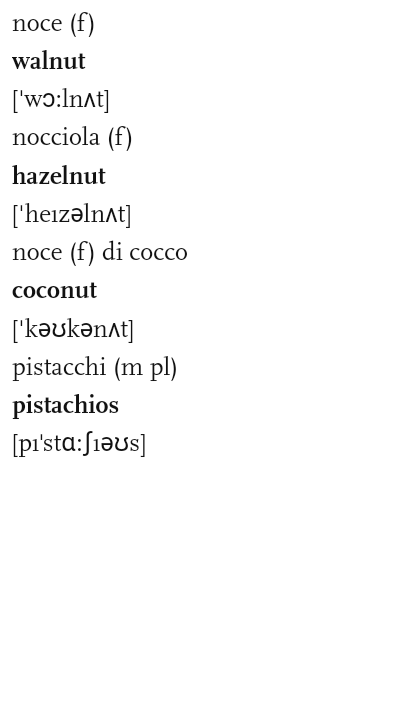 noce (f)
walnut
['wɔ:lnʌt]
nocciola (f)
hazelnut
['heɪzəlnʌt]
noce (f) di cocco
coconut
['kəʊkənʌt]
pistacchi (m pl)
pistachios
[pɪ'stɑ:ʃɪəʊs]